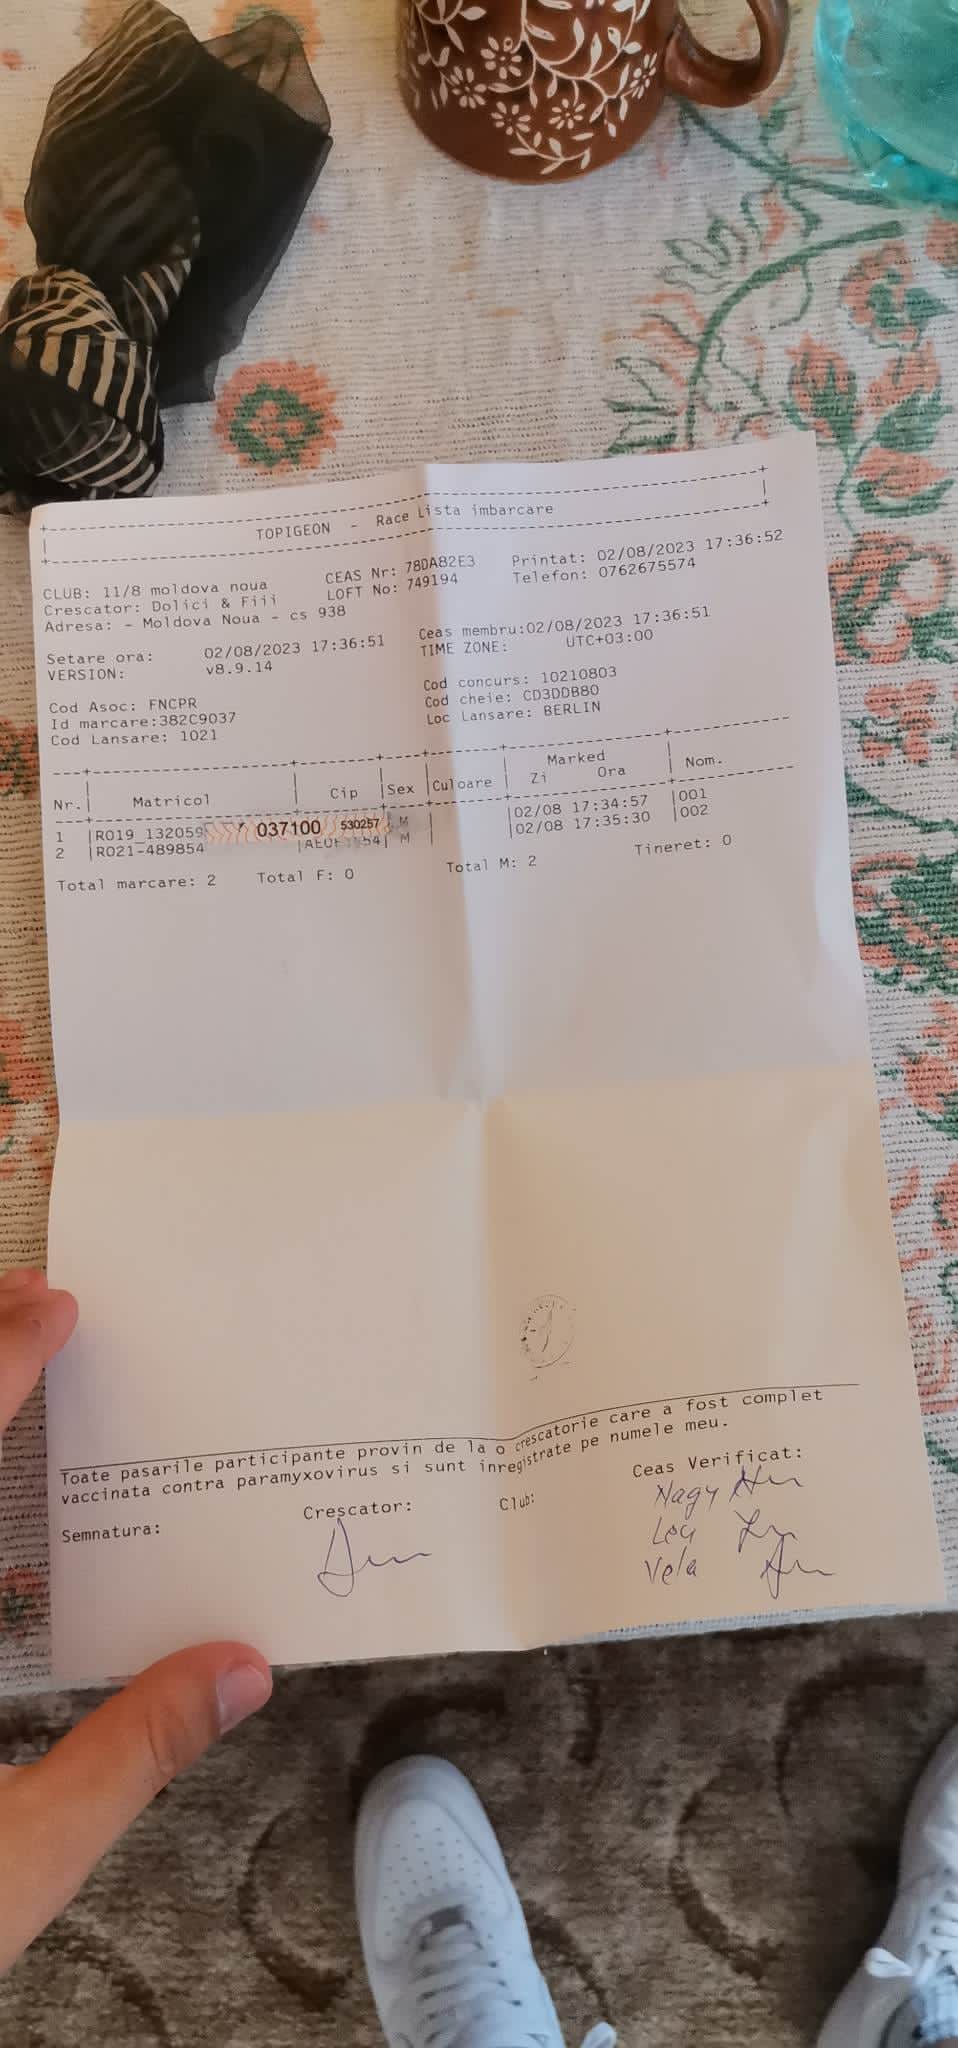 TOPIGEON - Race Lista imbarcare
CLUB: 11/8 moldova noua CEAS Nr: 78DA82E3 Printat: 02/08/2023 17:36:52
Crescator: Dolici & Fiii LOFT No: 749194 Telefon: 0762675574
Adresa: - Moldova Noua - cs 938
Setare ora: 02/08/2023 17:36:51 Ceas membru:02/08/2023 17:36:51
VERSION: v8.9.14 TIME ZONE: UTC+03:00
Cod Asoc: FNCPR Cod concurs: 10210803
Id marcare:382C9037 Cod cheie: CD3DDB80
Cod Lansare: 1021 Loc Lansare: BERLIN
Nr. Matricol Cip Sex Culoare Marked Zi Ora Nom.
1 RO19 132059 037100 530257 M 02/08 17:34:57 001
2 RO21-489854 M 02/08 17:35:30 002
Total marcare: 2 Total F: 0 Total M: 2 Tineret: 0
Toate pasarile participante provin de la o crescatorie care a fost complet
vaccinata contra paramyxovirus si sunt inregistrate pe numele meu.
Semnatura: Crescator: Club: Ceas Verificat:
Nagy
Vela